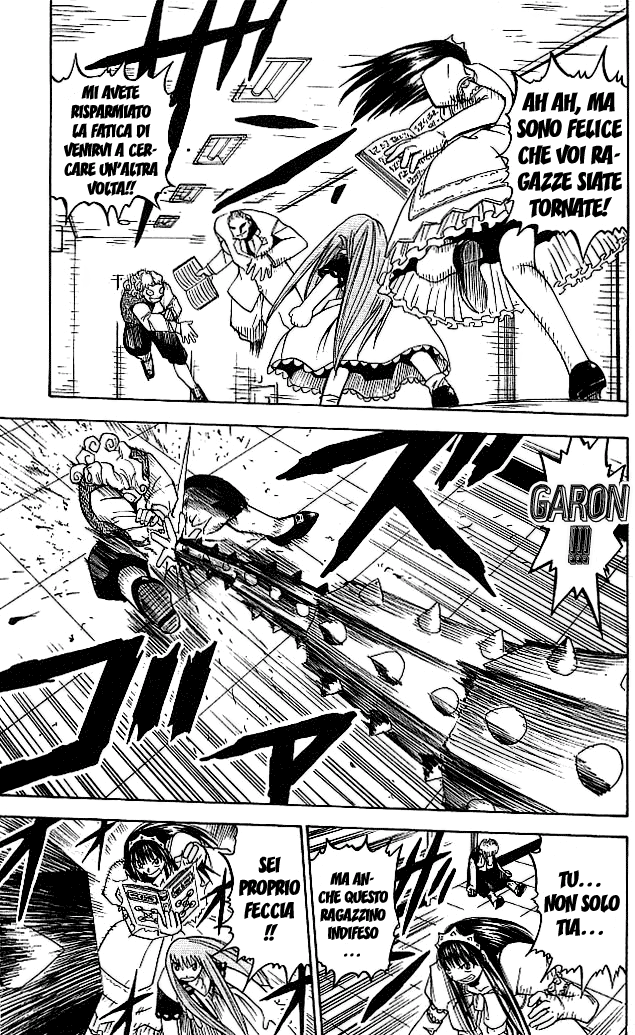 AH AH, MA
SONO FELICE
CHE VOI RA-
GAZZE SIATE
TORNATE!
MI AVETE
RISPARMIATO
LA FATICA DI
VENIRVI A CER-
CARE UN'ALTRA
VOLTA!!
GARON
!!!
TU...
NON SOLO
TIA...
MA AN-
CHE QUESTO
RAGAZZINO
INDIFESO
...
SEI
PROPRIO
FECCIA
!!